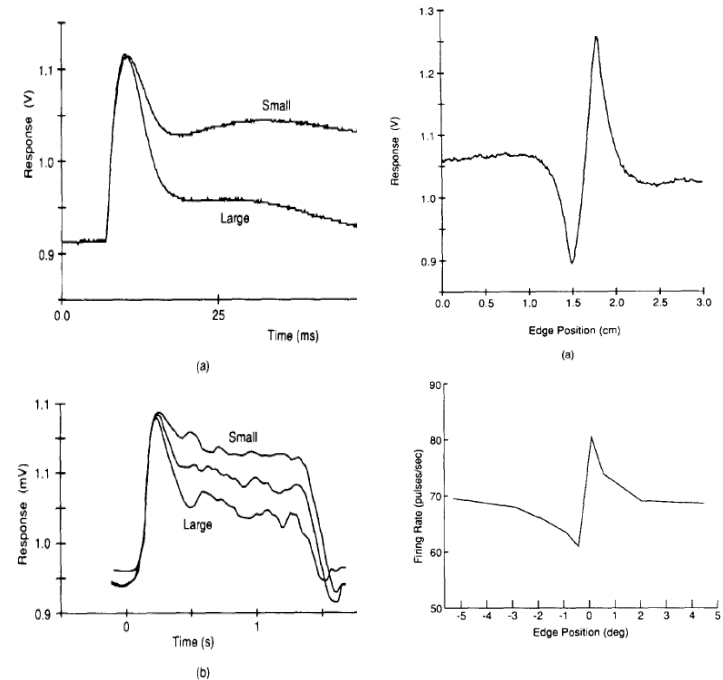 1.1
1.0
0.9
Response (V)
Small
Large
0.0
25
Time (ms)
(a)
1.3
1.2
1.06
1.0
0.9
Response (V)
0.0 0.5 1.0 1.5 2.0 2.5 3.0
Edge Position (cm)
(a)
1.1
1.1
1.0
0.9
Response (mV)
Small
Large
0 1
Time (s)
(b)
90
80
70
60
50
Firing Rate (pulses/sec)
-5 -4 -3 -2 -1 0 1 2 3 4 5
Edge Position (deg)